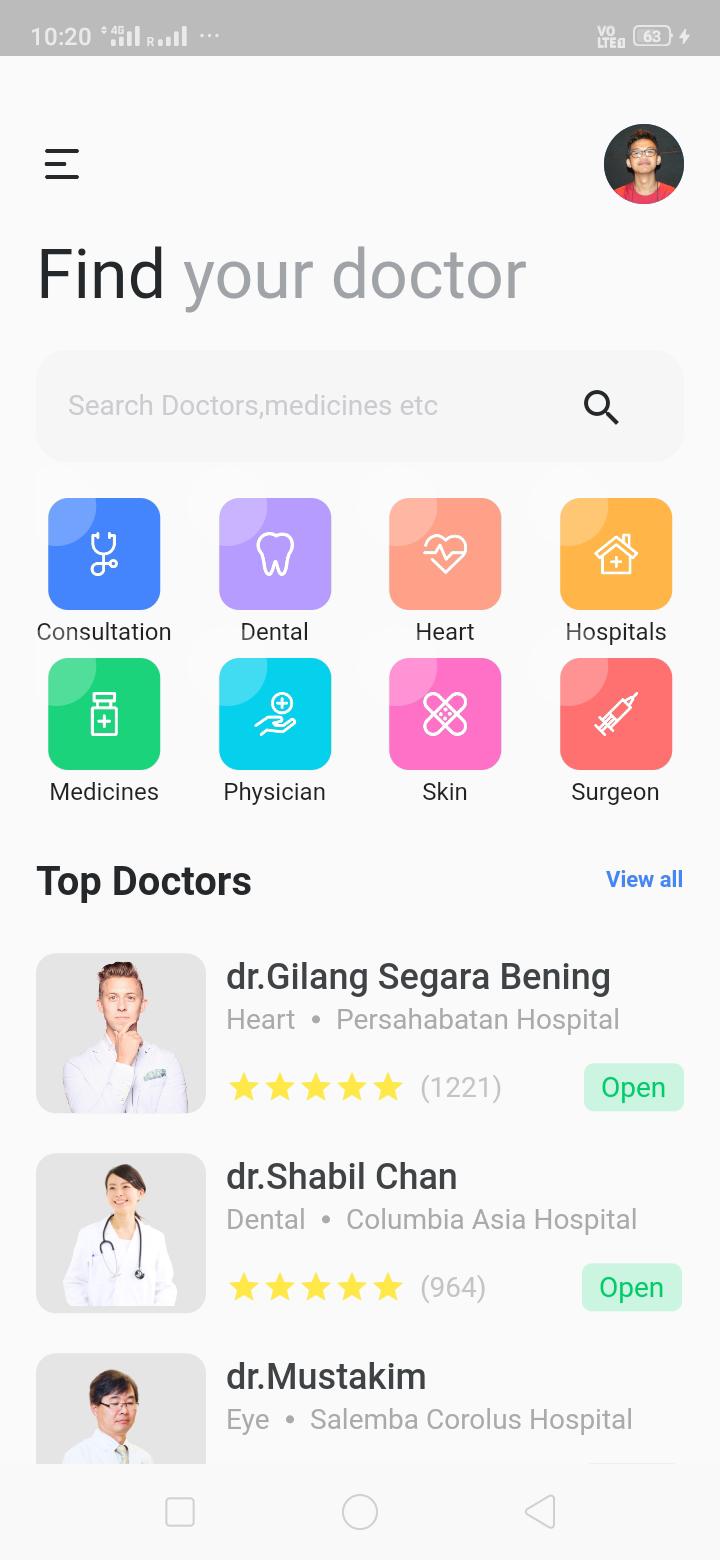 10:20 4G R ... VO LTE 63
Find your doctor
Search Doctors,medicines etc
Consultation Dental Heart Hospitals
Medicines Physician Skin Surgeon
Top Doctors View all
dr.Gilang Segara Bening
Heart • Persahabatan Hospital
(1221) Open
dr.Shabil Chan
Dental • Columbia Asia Hospital
(964) Open
dr.Mustakim
Eye • Salemba Corolus Hospital